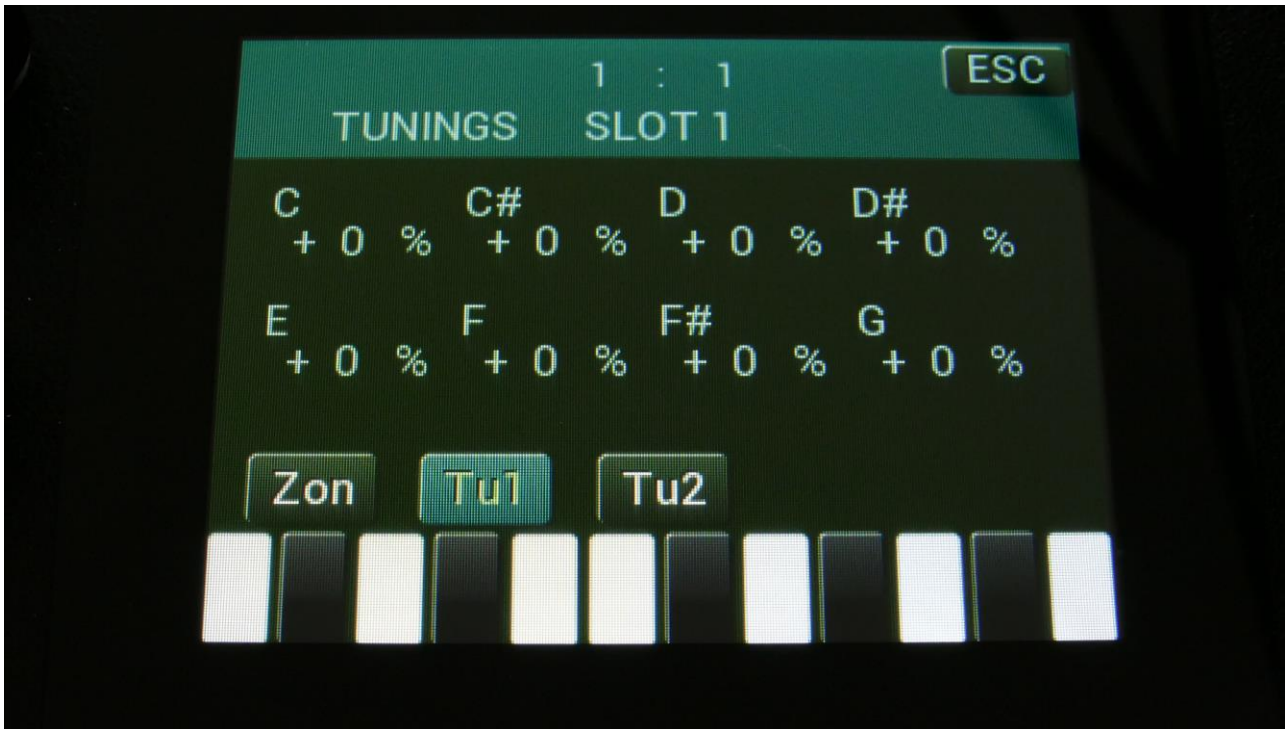 1 : 1
ESC
TUNINGS SLOT 1
C C# D D#
+ 0 % + 0 % + 0 % + 0 %
E F F# G
+ 0 % + 0 % + 0 % + 0 %
Zon Tu1 Tu2